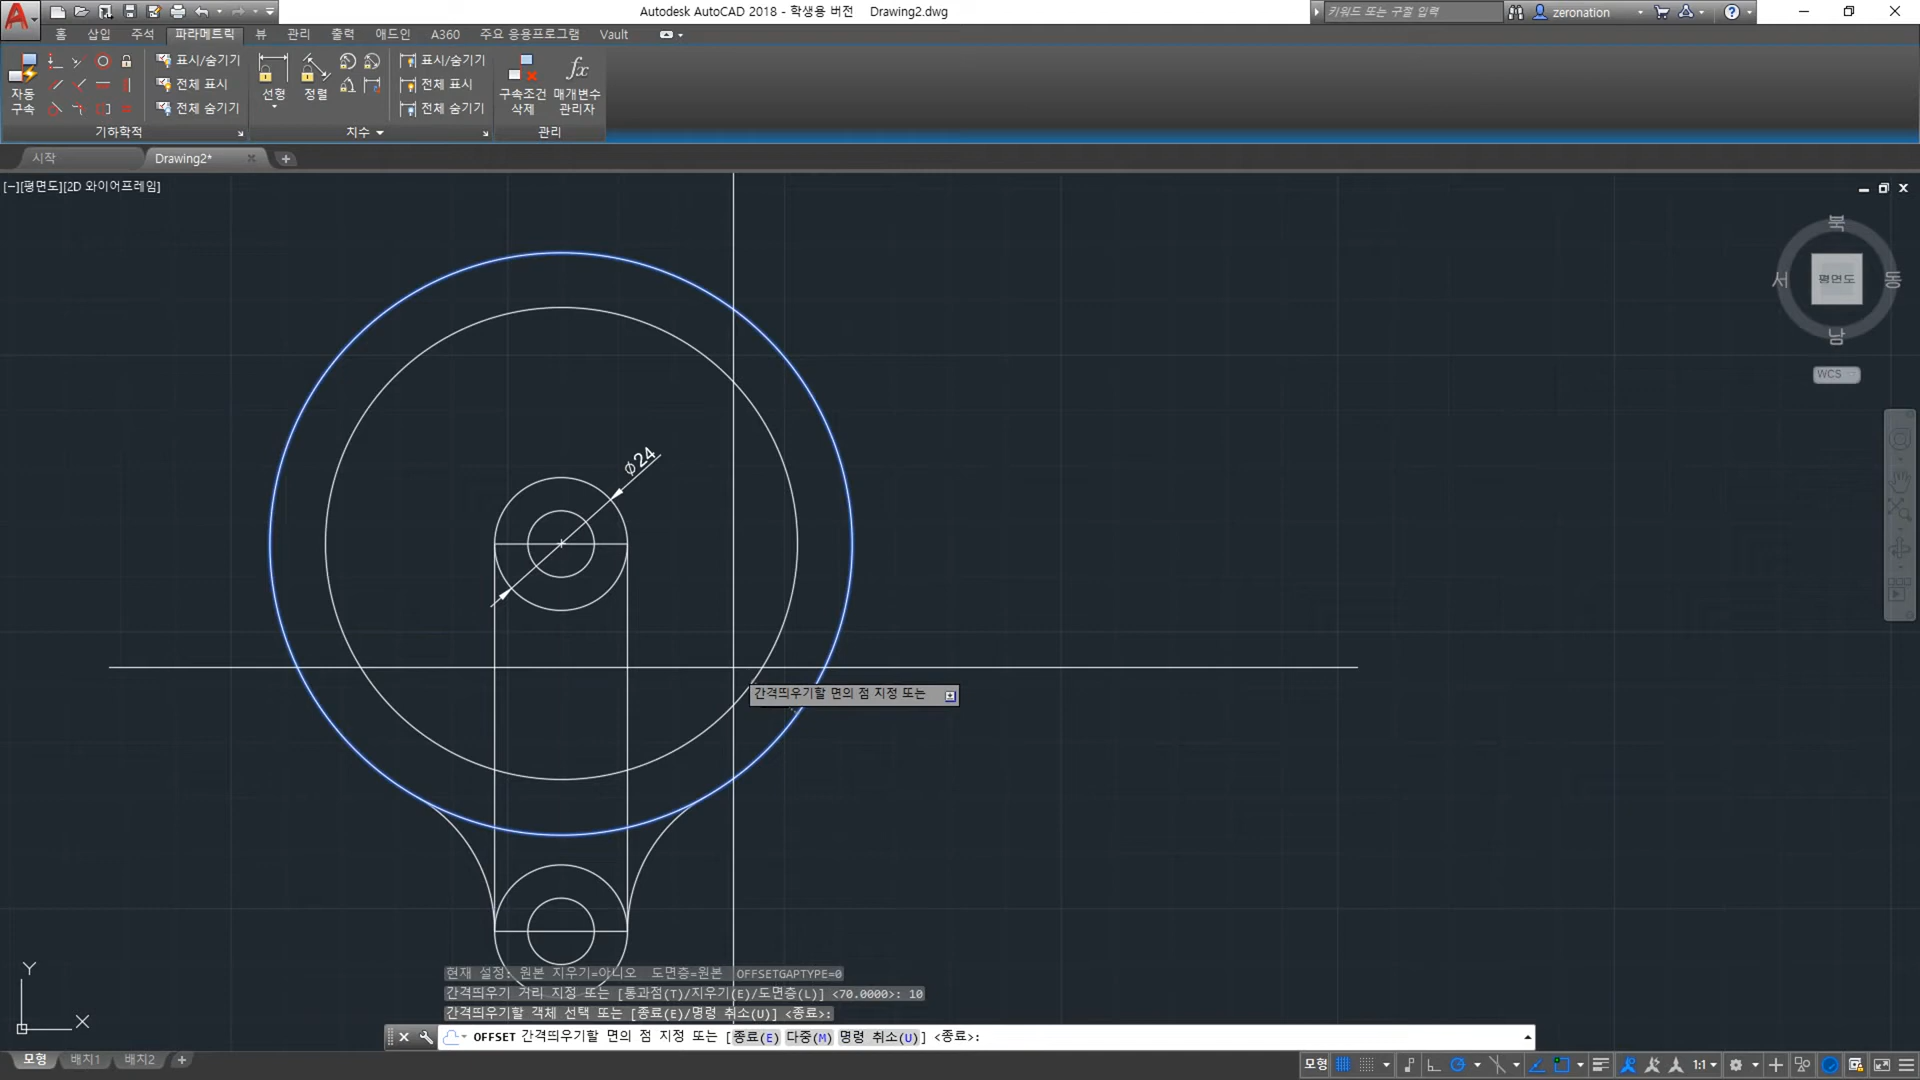 Autodesk AutoCAD 2018 - 학생용 버전 Drawing2.dwg
키워드 또는 구절 입력
zeronation
홈 삽입 주석 파라메트릭 뷰 관리 출력 애드인 A360 주요 응용프로그램 Vault
자동
구속
표시/숨기기
전체 표시
전체 숨기기
기하학적
선형
정렬
표시/숨기기
전체 표시
전체 숨기기
치수
구속조건
삭제
fx
매개변수
관리자
관리
시작
Drawing2*
[−][평면도][2D 와이어프레임]
북
서
평면도
동
남
WCS
ϕ24
간격띄우기할 면의 점 지정 또는
Y
X
현재 설정: 원본 지우기=아니오 도면층=원본 OFFSETGAPTYPE=0
간격띄우기 거리 지정 또는 [통과점(T)/지우기(E)/도면층(L)] <70.0000>: 10
간격띄우기할 객체 선택 또는 [종료(E)/명령 취소(U)] <종료>:
OFFSET 간격띄우기할 면의 점 지정 또는 [종료(E) 다중(M) 명령 취소(U)] <종료>:
모형 배치1 배치2
모형
1:1